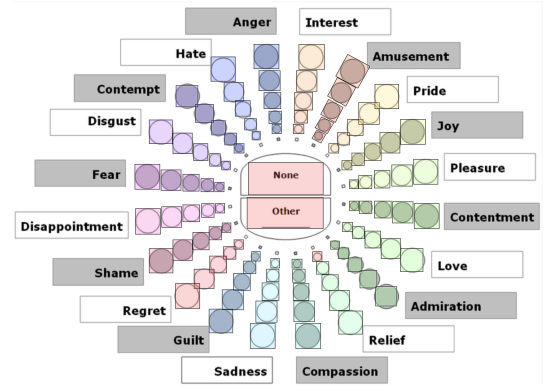 Anger
Interest
Hate
Amusement
Contempt
Pride
Disgust
Joy
Fear
None
Pleasure
Other
Disappointment
Contentment
Shame
Love
Regret
Admiration
Guilt
Relief
Sadness
Compassion